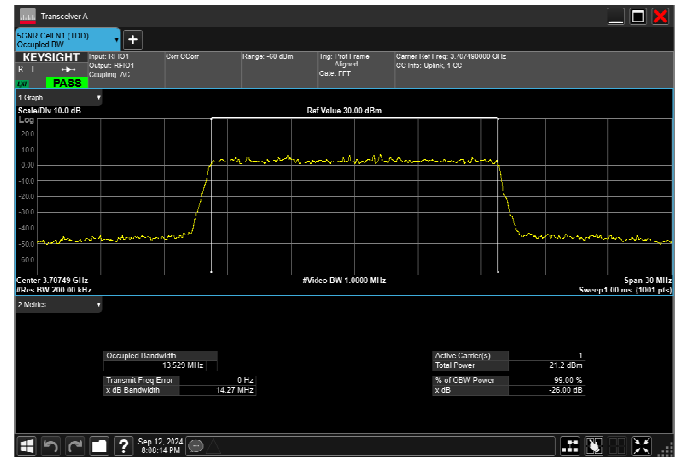 Transceiver A
5GNR Cell N1 (TDD)
Occupied BW
KEYSIGHT
R L
PASS
Input: RFIO1
Output: RFIO1
Coupling: AC
Corr CCorr
Range: -60 dBm
Trig: Prot Frame
Aligned
Gate: FFT
Carrier Ref Freq: 3.707490000 GHz
CC Info: Uplink, 1 CC
1 Graph
Scale/Div 10.0 dB
Ref Value 30.00 dBm
Log
20.0
10.0
0.00
-10.0
-20.0
-30.0
-40.0
-50.0
-60.0
Center 3.70749 GHz
#Video BW 1.0000 MHz
Span 30 MHz
#Res BW 200.00 kHz
Sweep 1.00 ms (1001 pts)
2 Metrics
Occupied Bandwidth
13.529 MHz
Transmit Freq Error
0 Hz
x dB Bandwidth
14.27 MHz
Active Carrier(s)
1
Total Power
21.2 dBm
% of OBW Power
99.00 %
x dB
-26.00 dB
Sep 12, 2024
8:08:14 PM